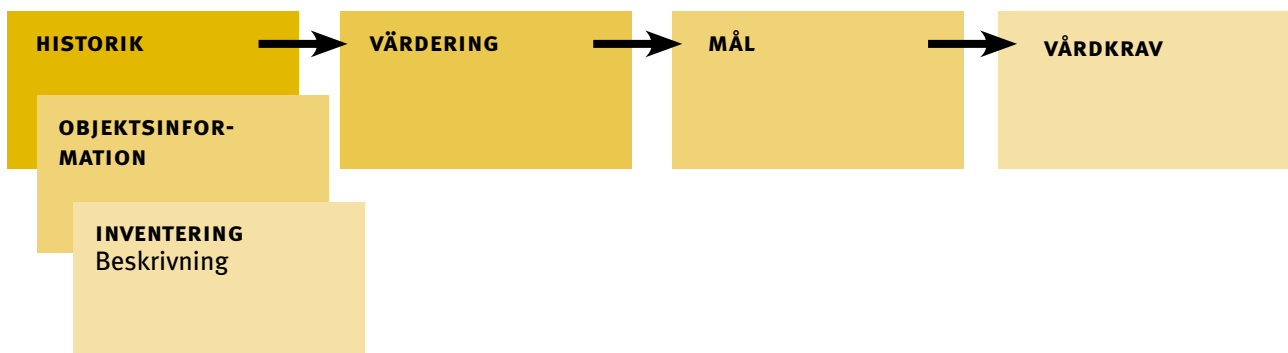 HISTORIK
VÄRDERING
MÅL
VÅRDKRAV
OBJEKTSINFOR-
MATION
INVENTERING
Beskrivning